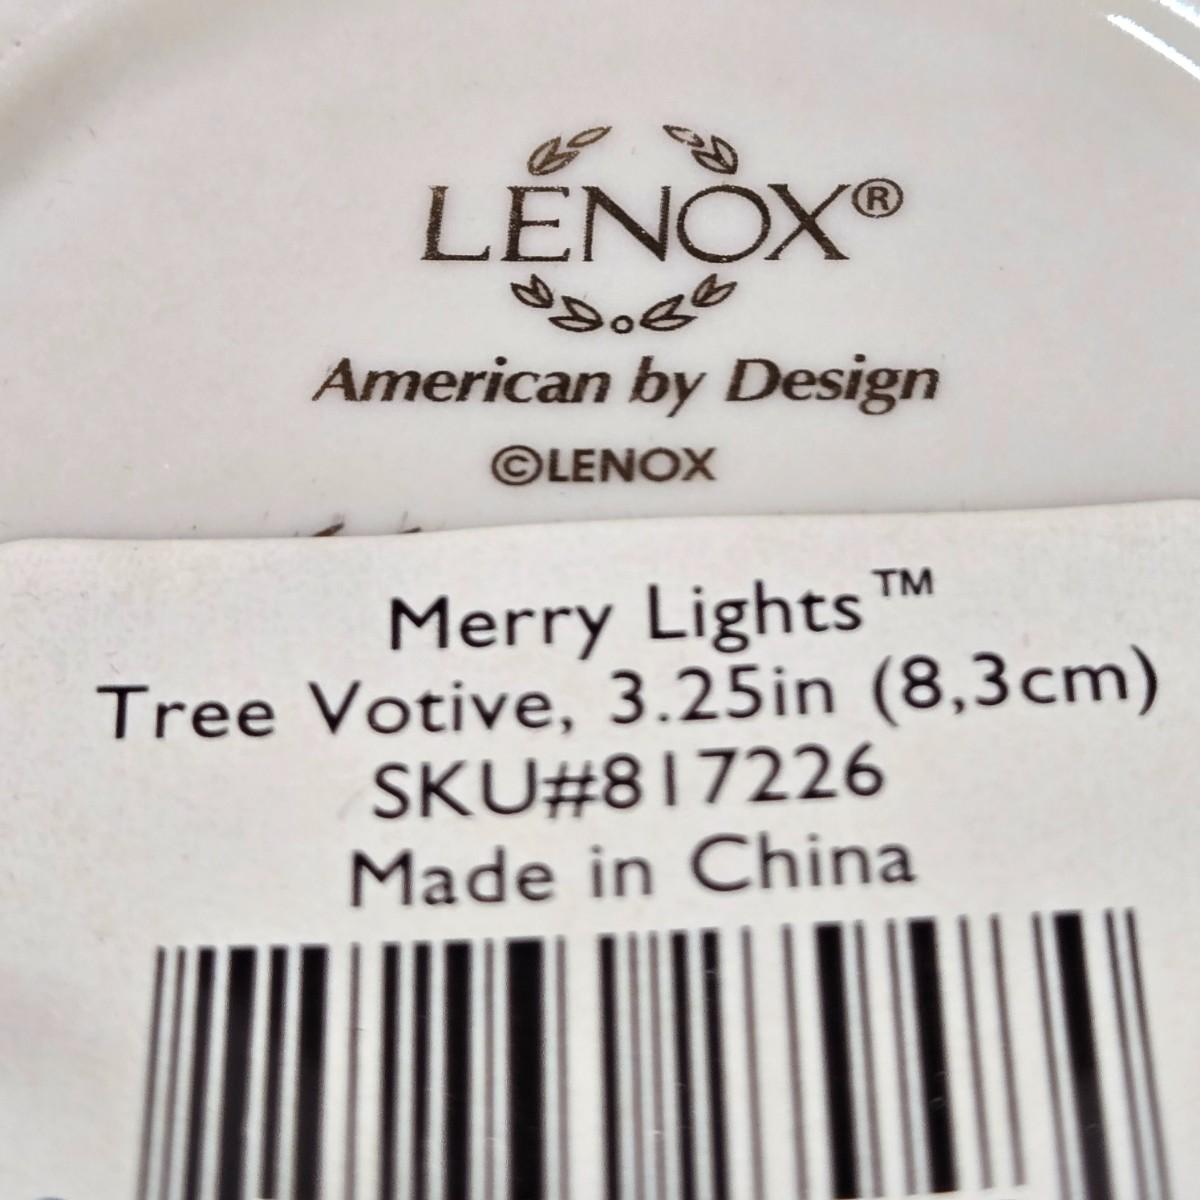 LENOX®
American by Design
©LENOX
Merry Lights™
Tree Votive, 3.25in (8,3cm)
SKU#817226
Made in China